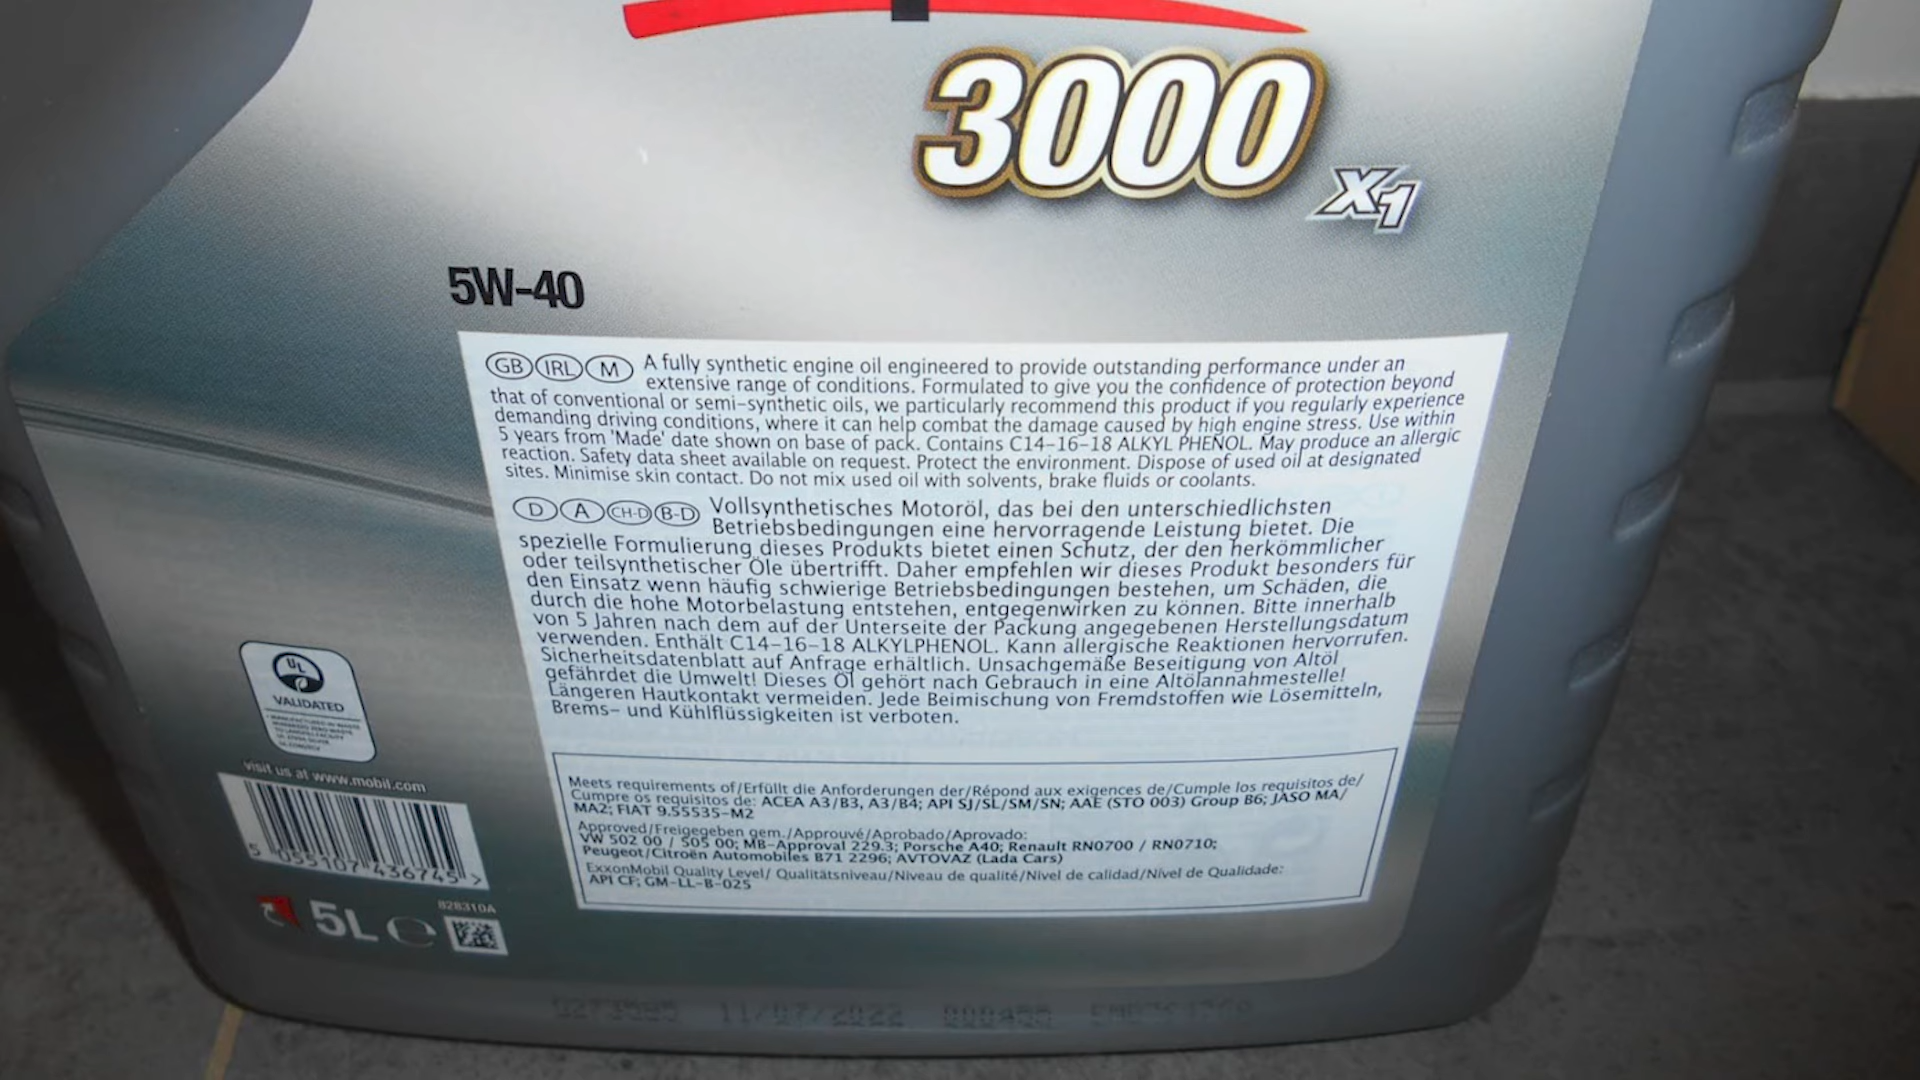 3000
X1
5W-40
GB IRL M A fully synthetic engine oil engineered to provide outstanding performance under an
extensive range of conditions. Formulated to give you the confidence of protection beyond
that of conventional or semi-synthetic oils, we particularly recommend this product if you regularly experience
demanding driving conditions, where it can help combat the damage caused by high engine stress. Use within
5 years from 'Made' date shown on base of pack. Contains C14-16-18 ALKYL PHENOL. May produce an allergic
reaction. Safety data sheet available on request. Protect the environment. Dispose of used oil at designated
sites. Minimise skin contact. Do not mix used oil with solvents, brake fluids or coolants.
D A CH-D B-D Vollsynthetisches Motoröl, das bei den unterschiedlichsten
Betriebsbedingungen eine hervorragende Leistung bietet. Die
spezielle Formulierung dieses Produkts bietet einen Schutz, der den herkömmlicher
oder teilsynthetischer Öle übertrifft. Daher empfehlen wir dieses Produkt besonders für
den Einsatz wenn häufig schwierige Betriebsbedingungen bestehen, um Schäden, die
durch die hohe Motorbelastung entstehen, entgegenwirken zu können. Bitte innerhalb
von 5 Jahren nach dem auf der Unterseite der Packung angegebenen Herstellungsdatum
verwenden. Enthält C14-16-18 ALKYLPHENOL. Kann allergische Reaktionen hervorrufen.
Sicherheitsdatenblatt auf Anfrage erhältlich. Unsachgemäße Beseitigung von Altöl
gefährdet die Umwelt! Dieses Öl gehört nach Gebrauch in eine Altölannahmestelle!
Längeren Hautkontakt vermeiden. Jede Beimischung von Fremdstoffen wie Lösemitteln,
Brems- und Kühlflüssigkeiten ist verboten.
Meets requirements of/Erfüllt die Anforderungen der/Répond aux exigences de/Cumple los requisitos de/
Cumpre os requisitos de: ACEA A3/B3, A3/B4; API SJ/SL/SM/SN; AAE (STO 003) Group B6; JASO MA/
MA2; FIAT 9.55535-M2
Approved/Freigegeben gem./Approuvé/Aprobado/Aprovado:
VW 502 00 / 505 00; MB-Approval 229.3; Porsche A40; Renault RN0700 / RN0710;
Peugeot/Citroën Automobiles B71 2296; AVTOVAZ (Lada Cars)
ExxonMobil Quality Level/ Qualitätsniveau/Niveau de qualité/Nivel de calidad/Nível de Qualidade:
API CF; GM-LL-B-025
UL
VALIDATED
visit us at www.mobil.com
5 055107 436745 >
828310A
5L e
11/07/2022